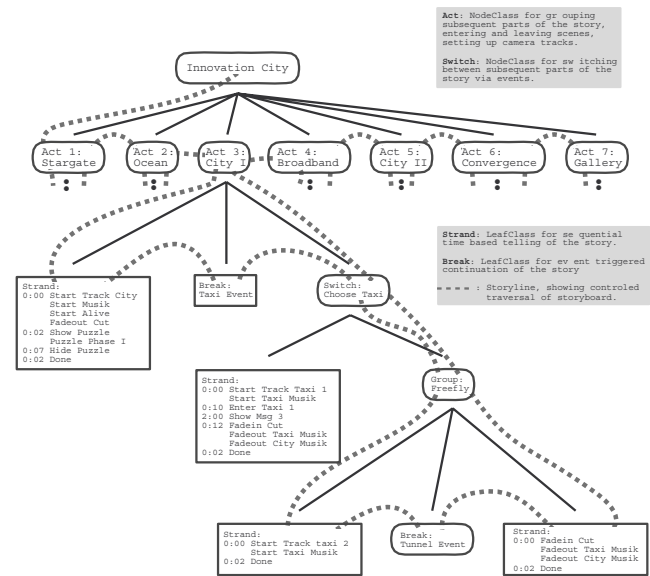 Act: NodeClass for gr ouping
subsequent parts of the story,
entering and leaving scenes,
setting up camera tracks.
Switch: NodeClass for sw itching
between subsequent parts of the
story via events.
Innovation City
Act 1:
Stargate
Act 2:
Ocean
Act 3:
City I
Act 4:
Broadband
Act 5:
City II
Act 6:
Convergence
Act 7:
Gallery
Strand: LeafClass for se quential
time based telling of the story.
Break: LeafClass for ev ent triggered
continuation of the story
: Storyline, showing controled
traversal of storyboard.
Strand:
0:00 Start Track City
Start Musik
Start Alive
Fadeout Cut
0:02 Show Puzzle
Puzzle Phase I
0:07 Hide Puzzle
0:02 Done
Break:
Taxi Event
Switch:
Choose Taxi
Strand:
0:00 Start Track Taxi 1
Start Taxi Musik
0:10 Enter Taxi 1
2:00 Show Msg 3
0:12 Fadein Cut
Fadeout Taxi Musik
Fadeout City Musik
0:02 Done
Group:
Freefly
Strand:
0:00 Start Track taxi 2
Start Taxi Musik
0:02 Done
Break:
Tunnel Event
Strand:
0:00 Fadein Cut
Fadeout Taxi Musik
Fadeout City Musik
0:02 Done